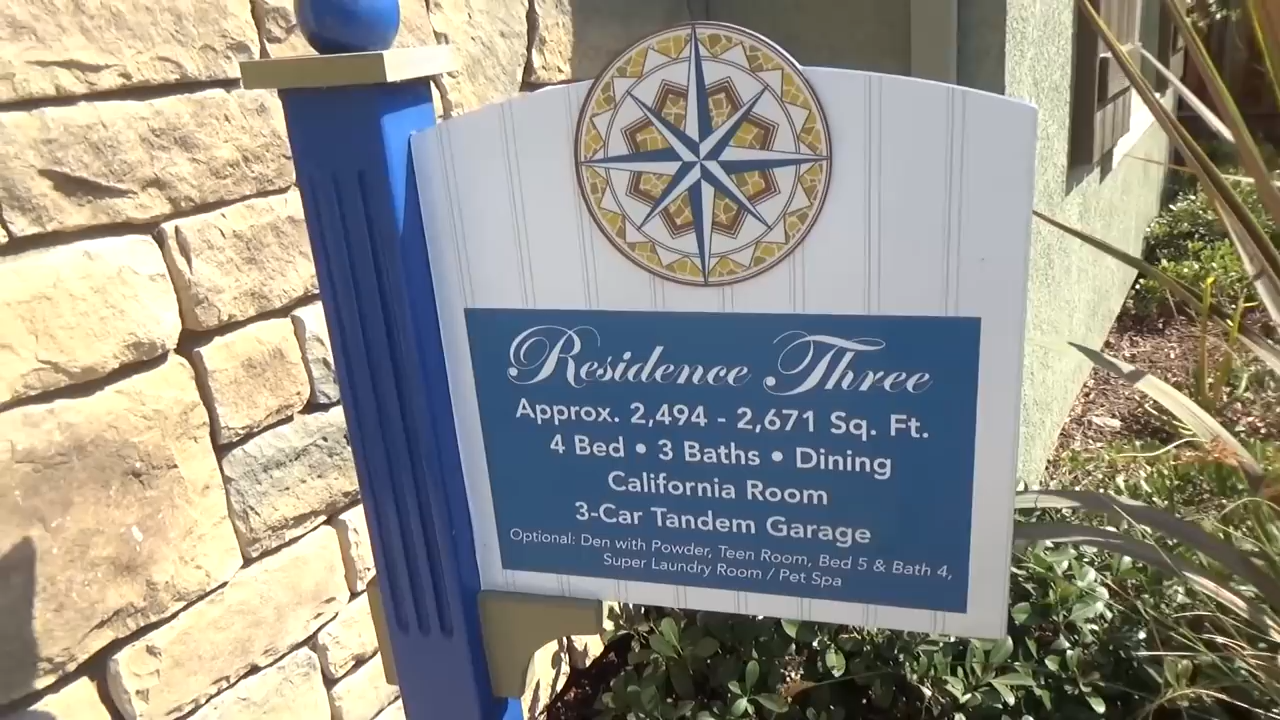 Residence Three
Approx. 2,494 - 2,671 Sq. Ft.
4 Bed • 3 Baths • Dining
California Room
3-Car Tandem Garage
Optional: Den with Powder, Teen Room, Bed 5 & Bath 4,
Super Laundry Room / Pet Spa